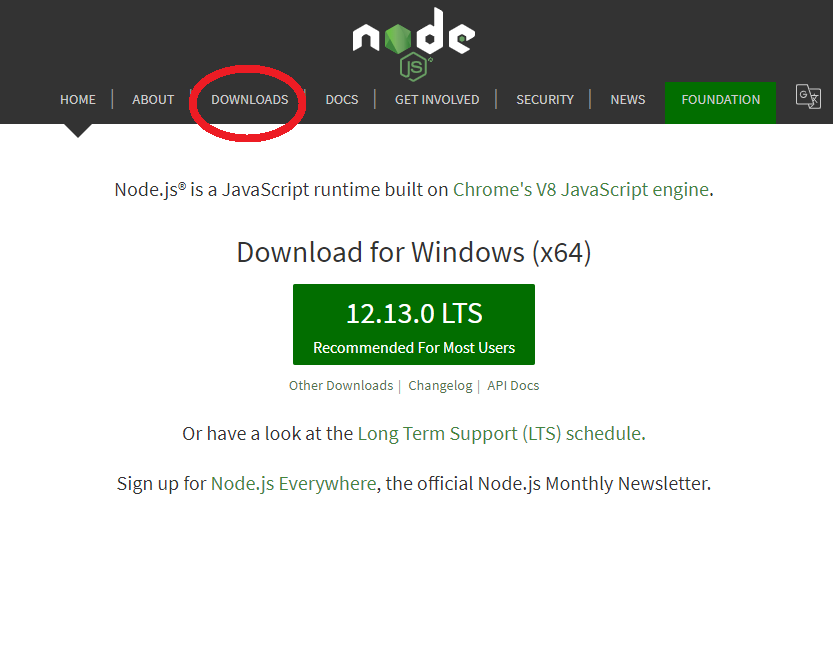 node
JS
HOME | ABOUT | DOWNLOADS | DOCS | GET INVOLVED | SECURITY | NEWS FOUNDATION
Node.js® is a JavaScript runtime built on Chrome's V8 JavaScript engine.
Download for Windows (x64)
12.13.0 LTS
Recommended For Most Users
Other Downloads | Changelog | API Docs
Or have a look at the Long Term Support (LTS) schedule.
Sign up for Node.js Everywhere, the official Node.js Monthly Newsletter.